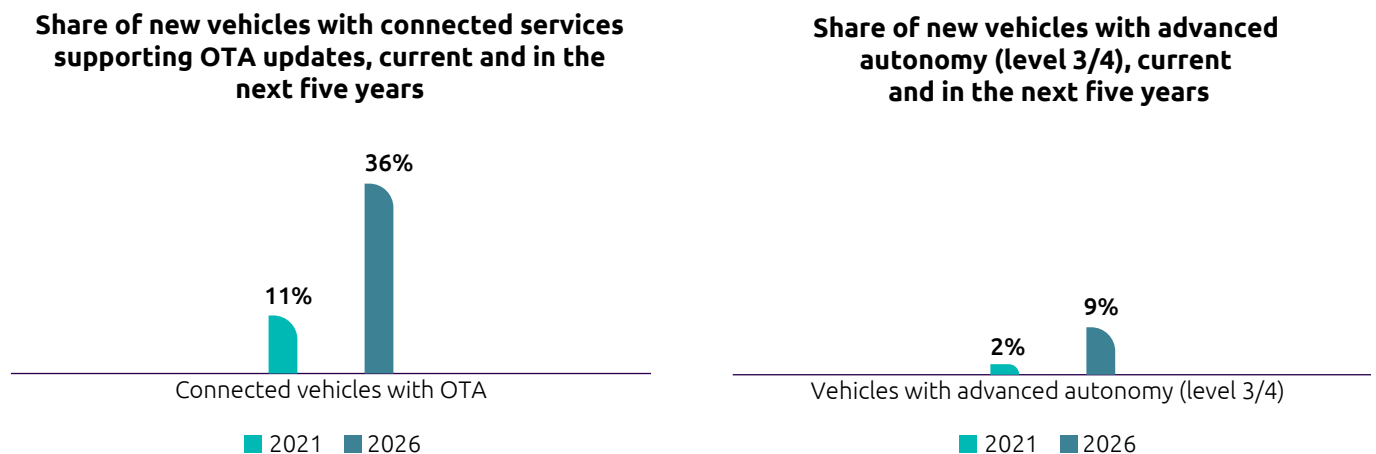 Share of new vehicles with connected services
supporting OTA updates, current and in the
next five years
36%
11%
Connected vehicles with OTA
2021 2026
Share of new vehicles with advanced
autonomy (level 3/4), current
and in the next five years
9%
2%
Vehicles with advanced autonomy (level 3/4)
2021 2026